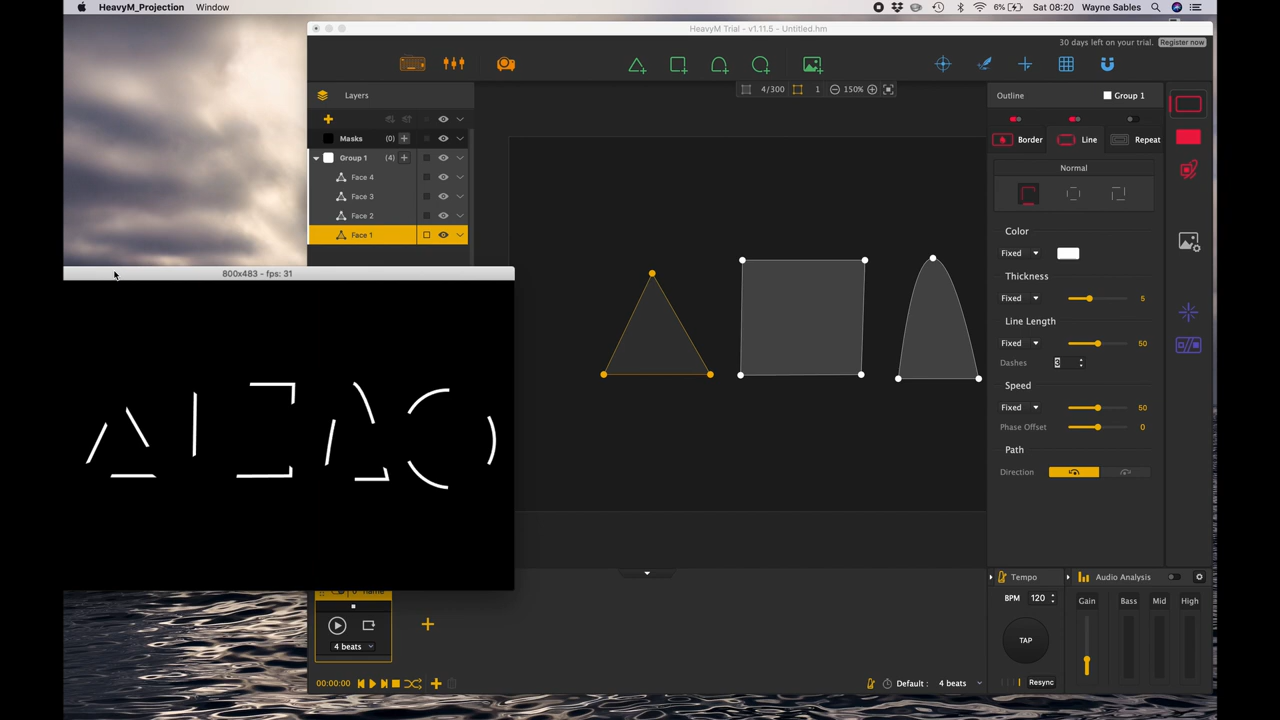 HeavyM_Projection Window
6% Sat 08:20 Wayne Sables
HeavyM Trial - v1.11.5 - Untitled.hm
30 days left on your trial. Register now
4/300 1 150%
Layers
Masks (0) +
Group 1 (4) +
Face 4
Face 3
Face 2
Face 1
800x483 - fps: 31
Outline Group 1
Border Line Repeat
Normal
Color
Fixed
Thickness
Fixed 5
Line Length
Fixed 50
Dashes 3
Speed
Fixed 50
Phase Offset 0
Path
Direction
4 beats
00:00:00
Default : 4 beats
Tempo
BPM 120
TAP
Resync
Audio Analysis
Gain Bass Mid High